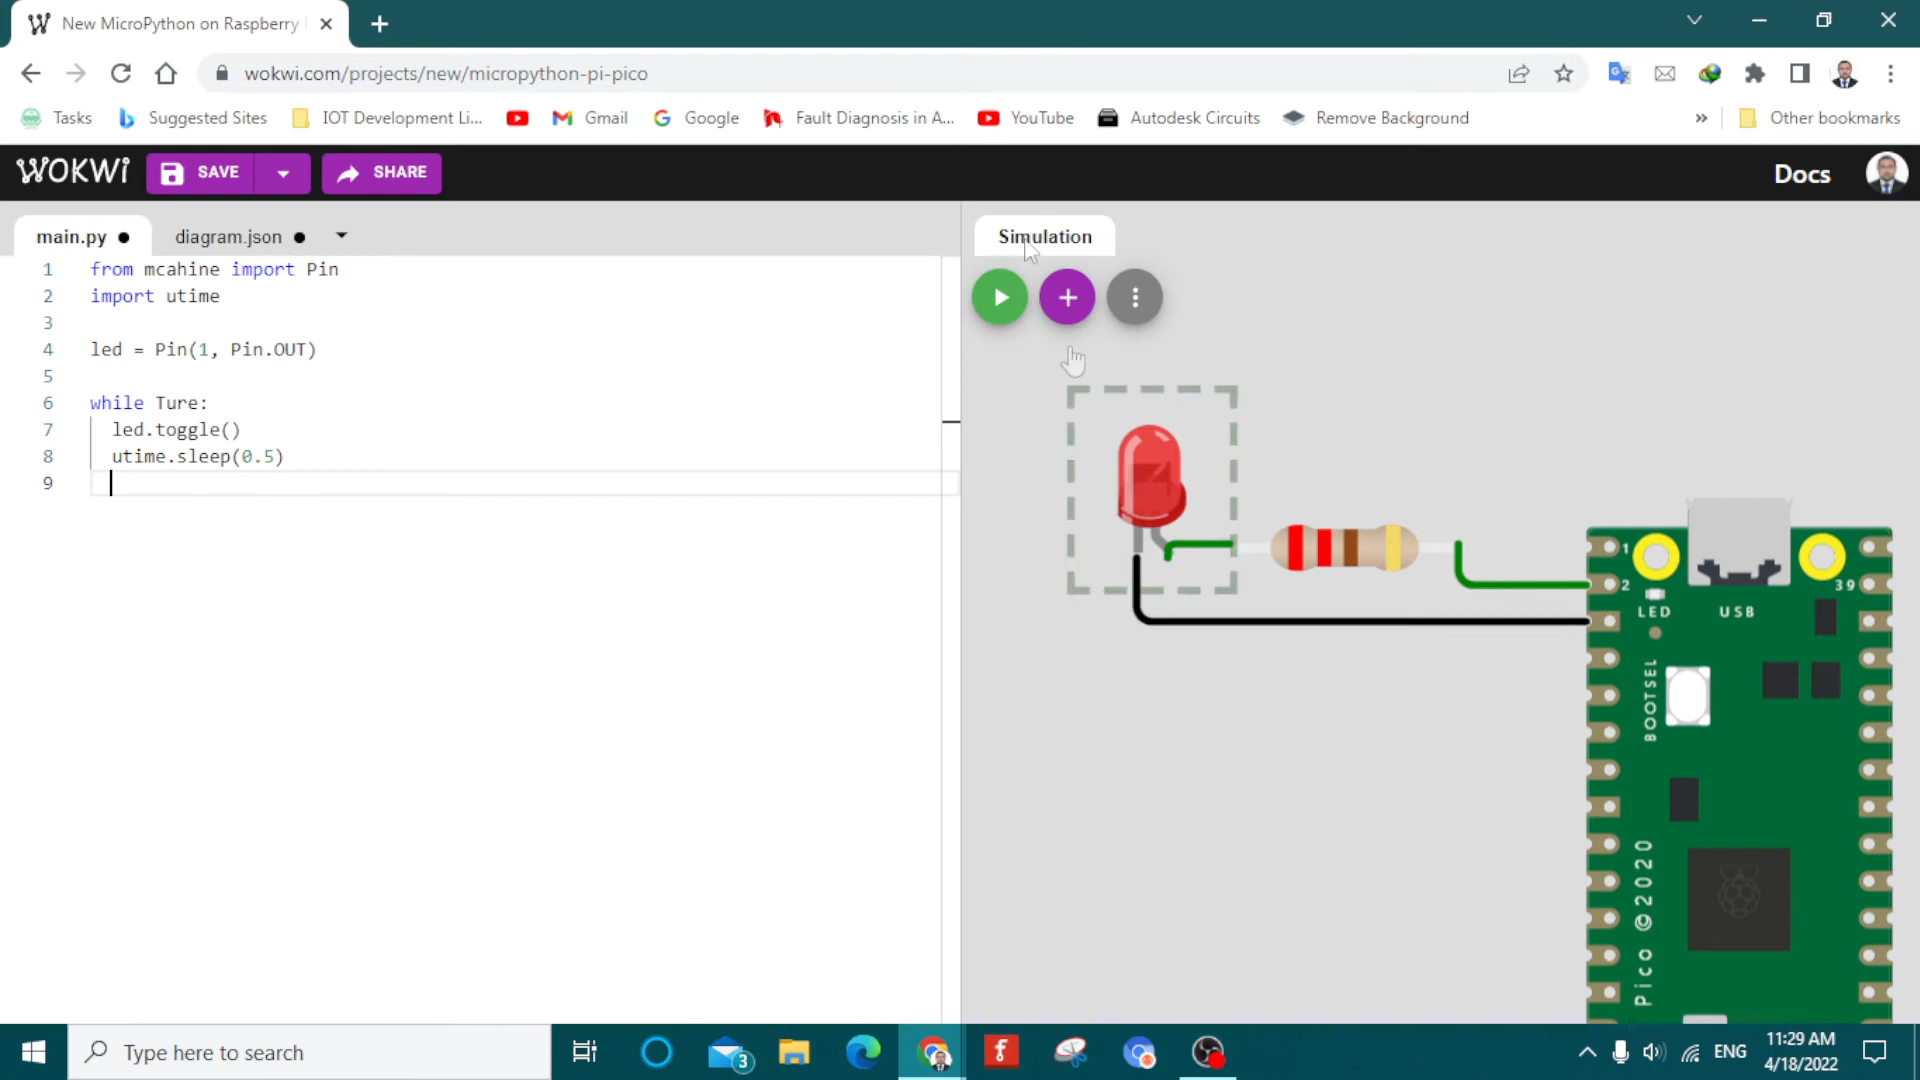 New MicroPython on Raspberry
wokwi.com/projects/new/micropython-pi-pico
Tasks Suggested Sites IOT Development Li... Gmail Google Fault Diagnosis in A... YouTube Autodesk Circuits Remove Background » Other bookmarks
WOKWi SAVE SHARE Docs
main.py ● diagram.json ● Simulation
1 from mcahine import Pin
2 import utime
3
4 led = Pin(1, Pin.OUT)
5
6 while Ture:
7 led.toggle()
8 utime.sleep(0.5)
9
1
2 39
LED USB
BOOTSEL
Pico ©2020
Type here to search 3 ENG 11:29 AM
4/18/2022